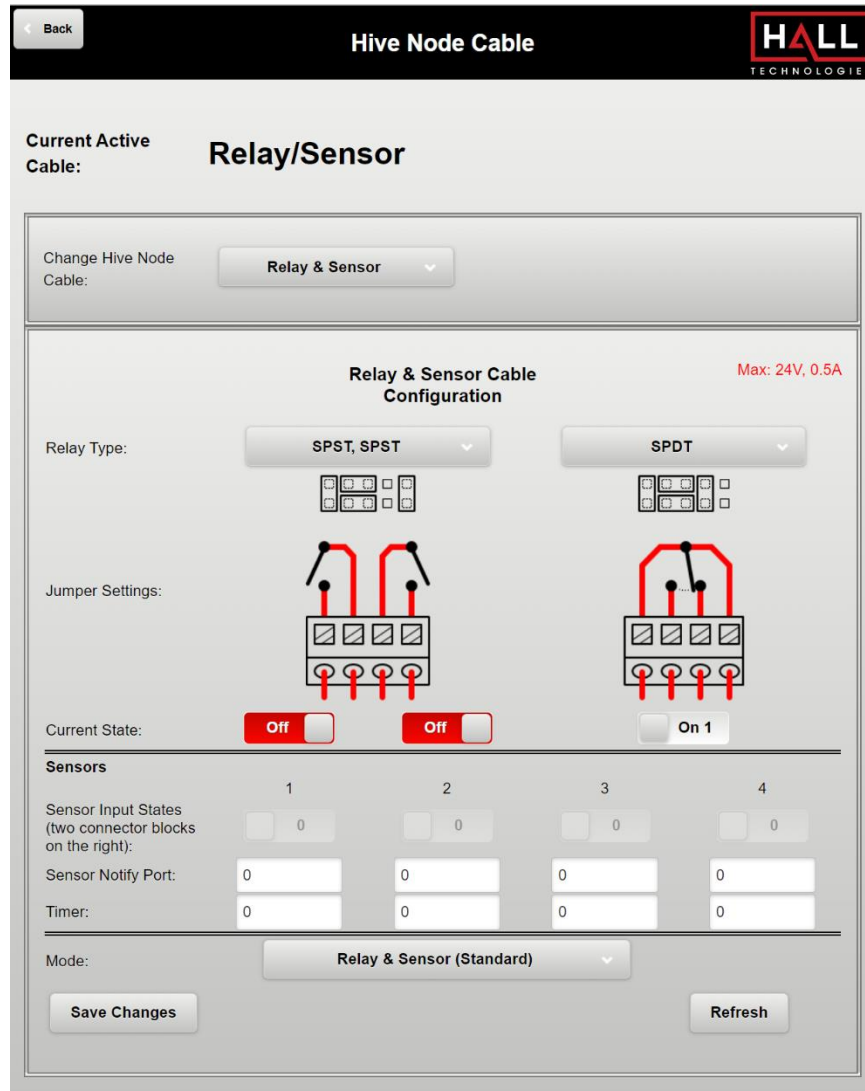 Back
Hive Node Cable
HALL
TECHNOLOGIE
Current Active
Cable:
Relay/Sensor
Change Hive Node
Cable:
Relay & Sensor
Relay & Sensor Cable
Configuration
Max: 24V, 0.5A
Relay Type:
SPST, SPST
SPDT
Jumper Settings:
Current State:
Off
Off
On 1
Sensors
1 2 3 4
Sensor Input States
(two connector blocks
on the right):
0 0 0 0
Sensor Notify Port:
0 0 0 0
Timer:
0 0 0 0
Mode:
Relay & Sensor (Standard)
Save Changes
Refresh